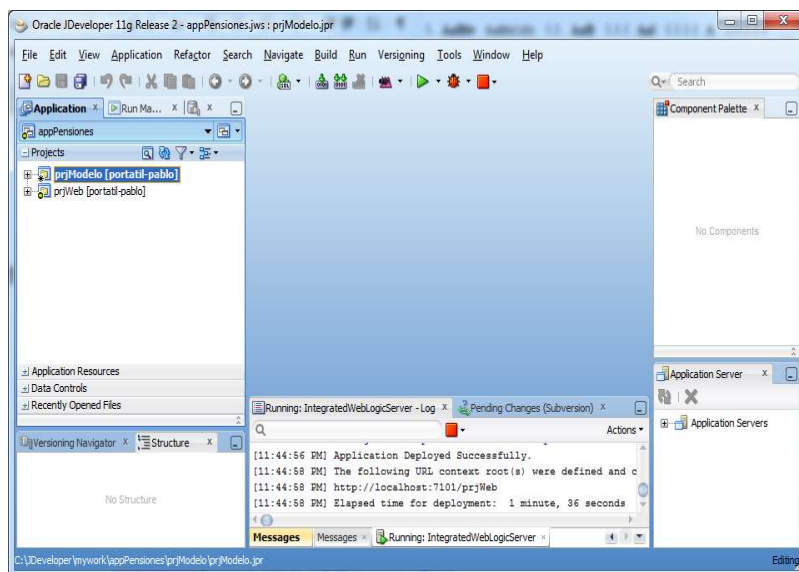 Oracle JDeveloper 11g Release 2 - appPensiones.jws : prjModelo.jpr
File Edit View Application Refactor Search Navigate Build Run Versioning Tools Window Help
Search
Application
Run Ma...
Component Palette
appPensiones
Projects
prjModelo [portatil-pablo]
prjWeb [portatil-pablo]
No Components
Application Resources
Data Controls
Recently Opened Files
Application Server
Application Servers
Versioning Navigator
Structure
No Structure
Running: IntegratedWebLogicServer - Log
Pending Changes (Subversion)
Actions
[11:44:56 PM] Application Deployed Successfully.
[11:44:58 PM] The following URL context root(s) were defined and c
[11:44:58 PM] http://localhost:7101/prjWeb
[11:44:58 PM] Elapsed time for deployment: 1 minute, 36 seconds
Messages
Messages
Running: IntegratedWebLogicServer
C:\JDeveloper\mywork\appPensiones\prjModelo\prjModelo.jpr
Editing